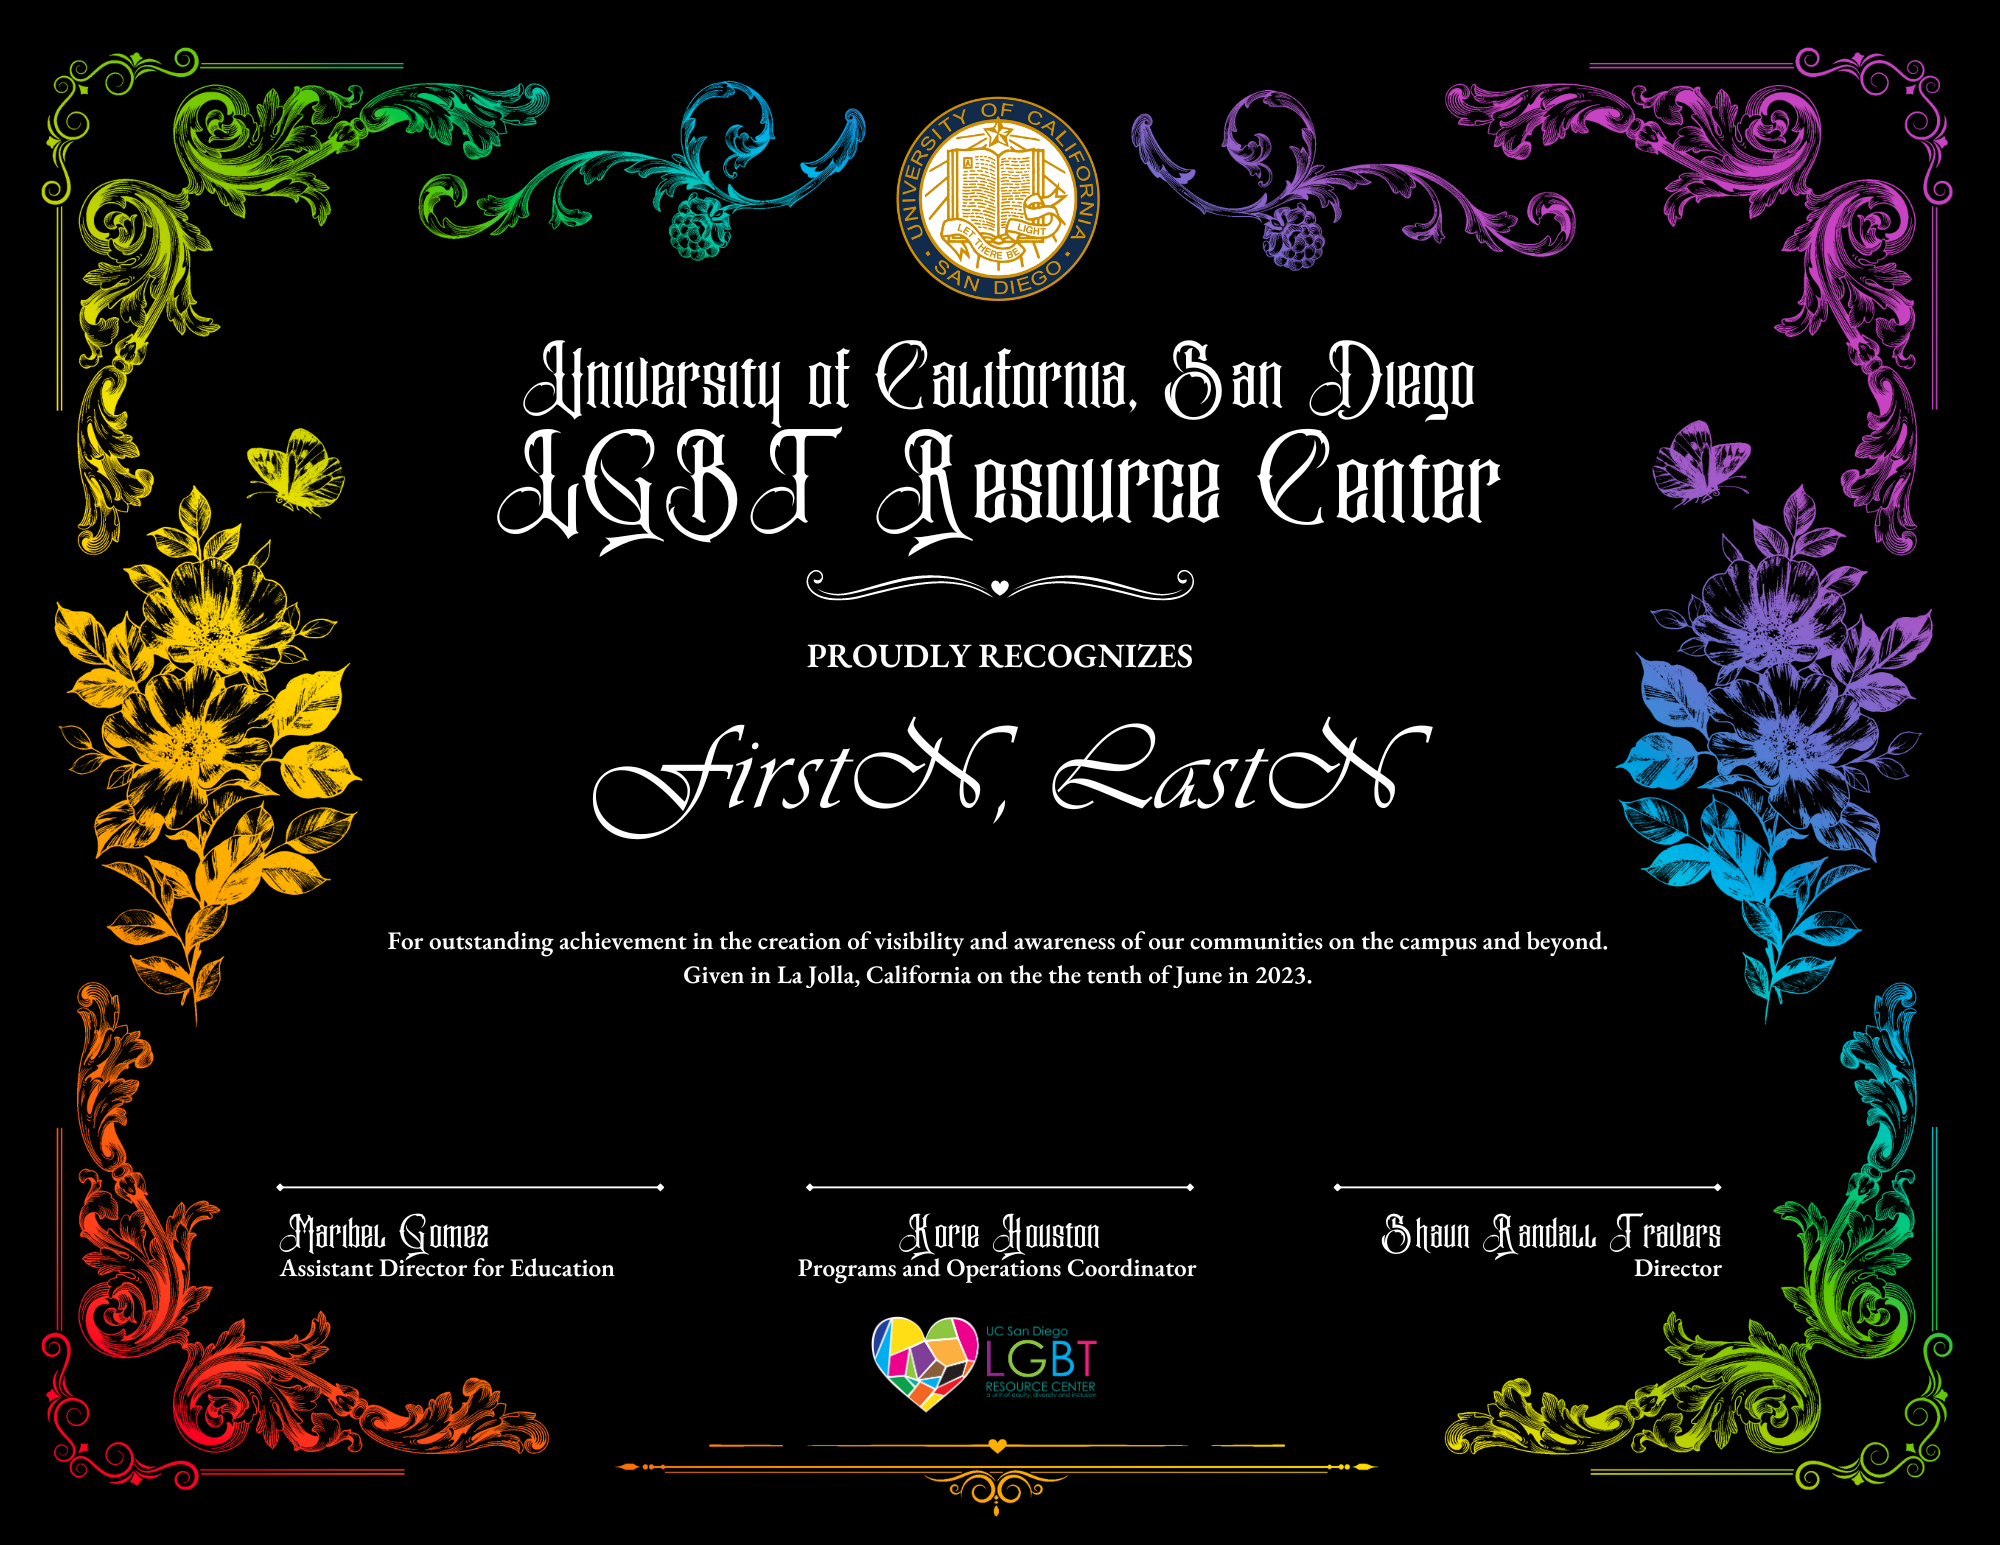 UNIVERSITY OF CALIFORNIA
SAN DIEGO
A
LET THERE BE LIGHT
University of California, San Diego
LGBT Resource Center
PROUDLY RECOGNIZES
FirstN, LastN
For outstanding achievement in the creation of visibility and awareness of our communities on the campus and beyond.
Given in La Jolla, California on the the tenth of June in 2023.
Maribel Gomez
Assistant Director for Education
Korie Houston
Programs and Operations Coordinator
Shaun Randall Travers
Director
UC San Diego
LGBT
RESOURCE CENTER
a unit of equity, diversity and inclusion